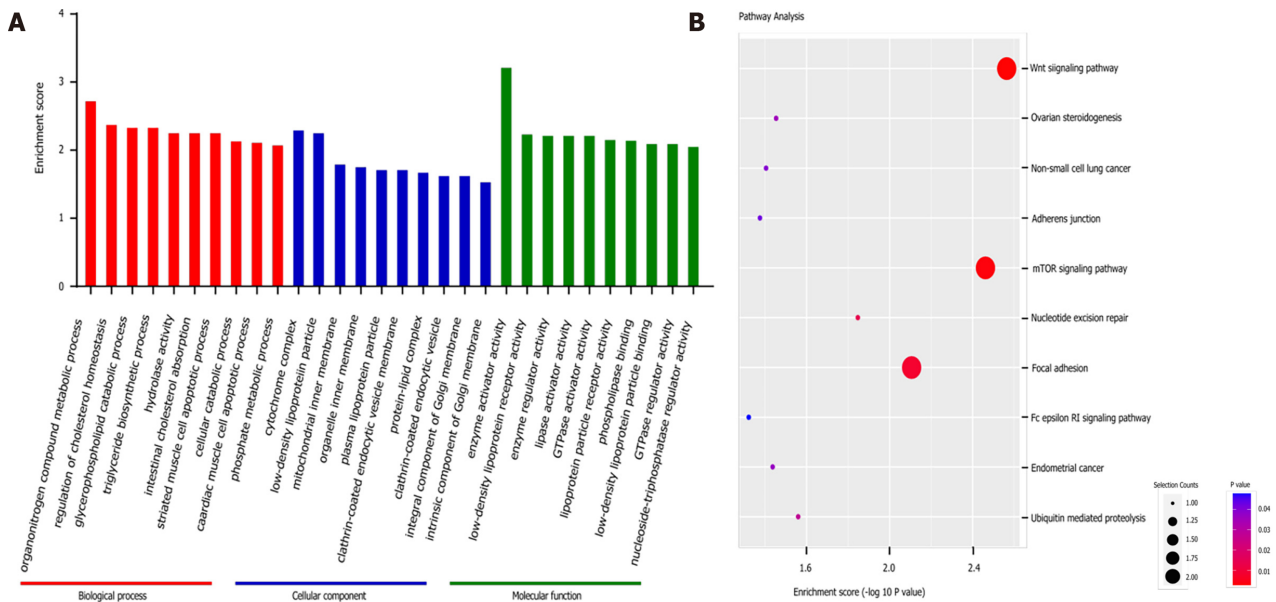 A
4
3
2
1
0
Enrichment score
organonitrogen compound metabolic process
regulation of cholesterol homeostasis
glycerophospholipid catabolic process
triglyceride biosynthetic process
hydrolase activity
intestinal cholesterol absorption
striated muscle cell apoptotic process
cellular catabolic process
caardiac muscle cell apoptotic process
phosphate metabolic process
cytochrome complex
low-density lipoprotein particle
mitochondrial inner membrane
organelle inner membrane
plasma lipoprotein particle
clathrin-coated endocytic vesicle membrane
protein-lipid complex
clathrin-coated endocytic vesicle
integral component of Golgi membrane
intrinsic component of Golgi membrane
enzyme activator activity
low-density lipoprotein receptor activity
enzyme regulator activity
lipase activator activity
GTPase activator activity
lipoprotein particle receptor activity
phospholipase binding
low-density lipoprotein particle binding
GTPase regulator activity
nucleoside-triphosphatase regulator activity
Biological process
Cellular component
Molecular function
B
Pathway Analysis
Wnt siignaling pathway
Ovarian steroidogenesis
Non-small cell lung cancer
Adherens junction
mTOR signaling pathway
Nucleotide excision repair
Focal adhesion
Fc epsilon RI signaling pathway
Endometrial cancer
Ubiquitin mediated proteolysis
1.6 2.0 2.4
Enrichment score (-log 10 P value)
Selection Counts
1.00
1.25
1.50
1.75
2.00
P value
0.04
0.03
0.02
0.01